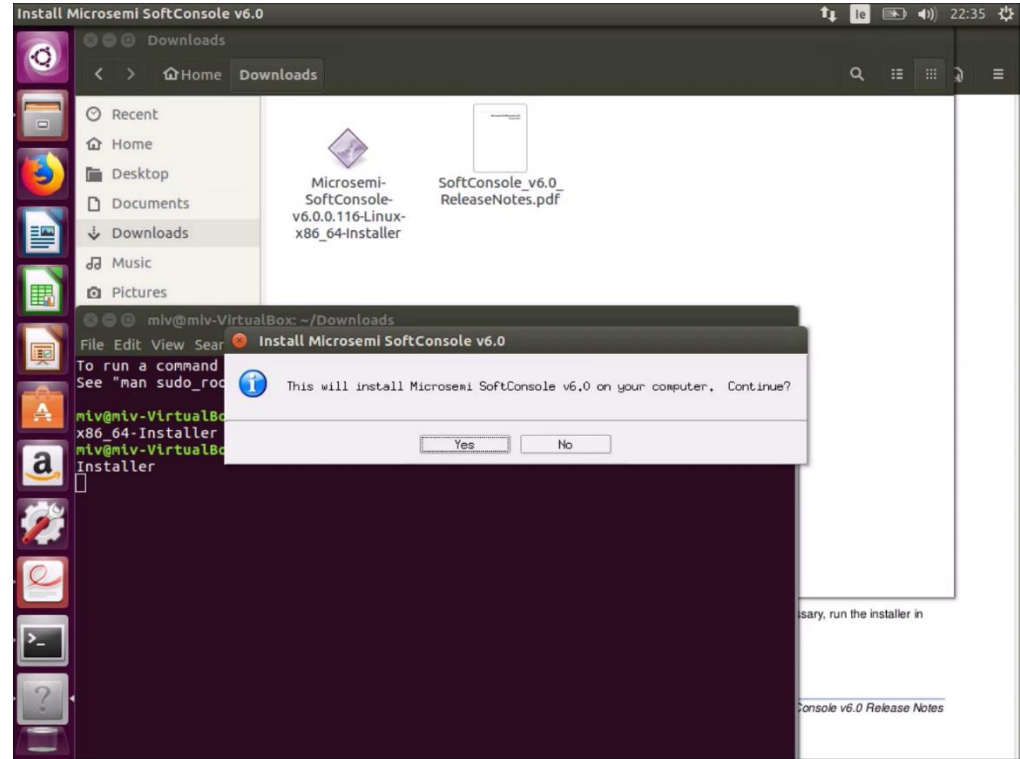 Install Microsemi SoftConsole v6.0
Ie
22:35
Downloads
Home Downloads
Recent
Home
Desktop
Documents
Downloads
Music
Pictures
Microsemi-
SoftConsole-
v6.0.0.116-Linux-
x86_64-Installer
SoftConsole_v6.0_
ReleaseNotes.pdf
miv@miv-VirtualBox: ~/Downloads
File Edit View Sear
To run a command
See "man sudo_roo
miv@miv-VirtualBo
x86_64-Installer
miv@miv-VirtualBo
Installer
Install Microsemi SoftConsole v6.0
This will install Microsemi SoftConsole v6.0 on your computer. Continue?
Yes No
ssary, run the installer in
Console v6.0 Release Notes